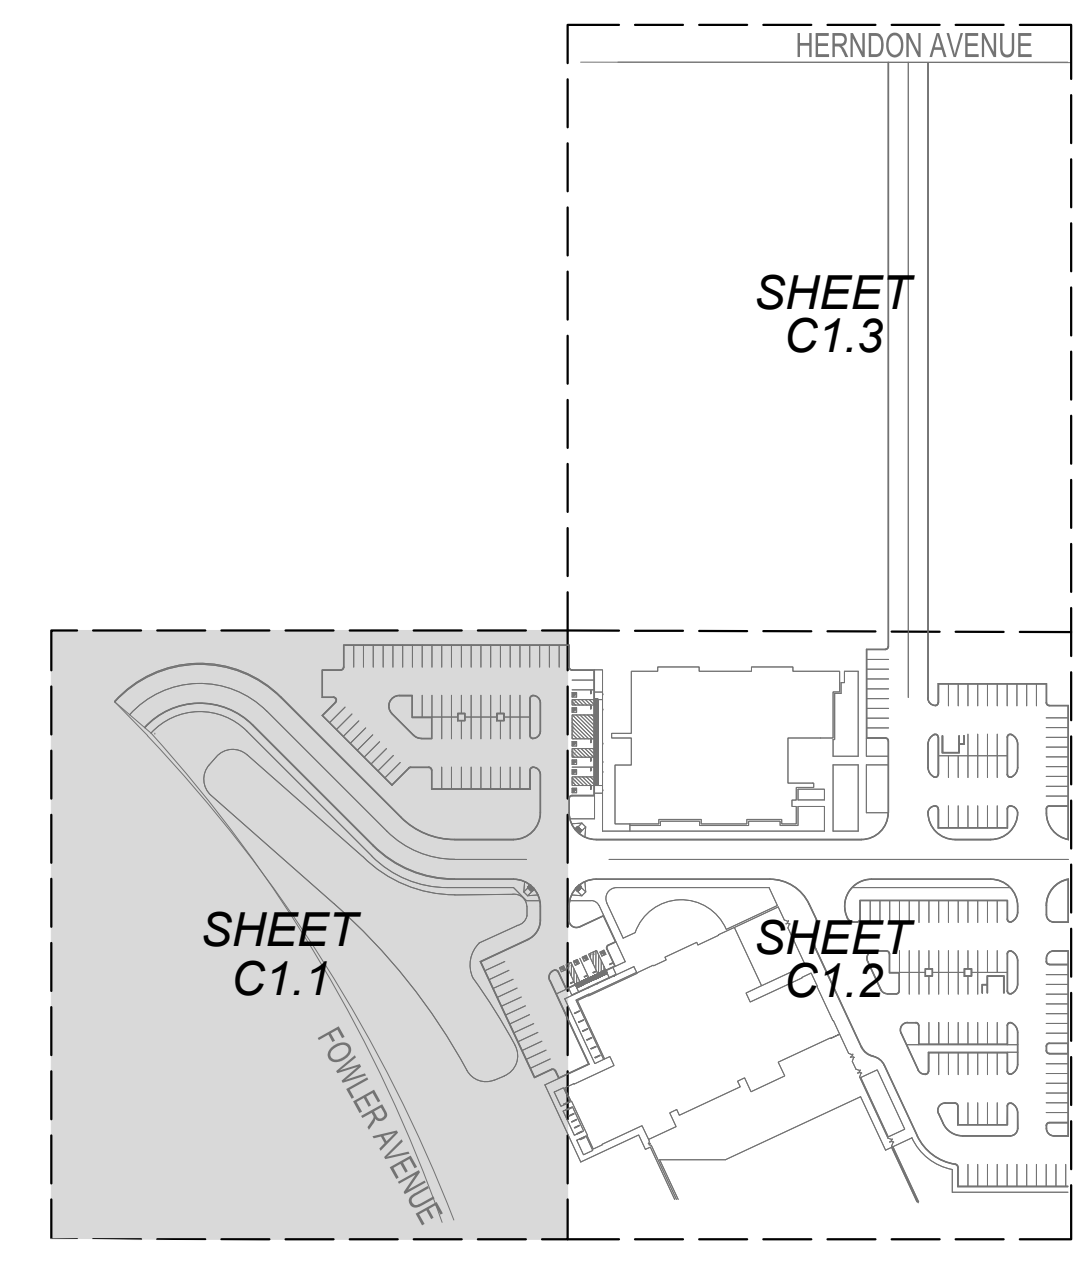 HERNDON AVENUE
SHEET
C1.3
SHEET
C1.1
SHEET
C1.2
FOWLER AVENUE